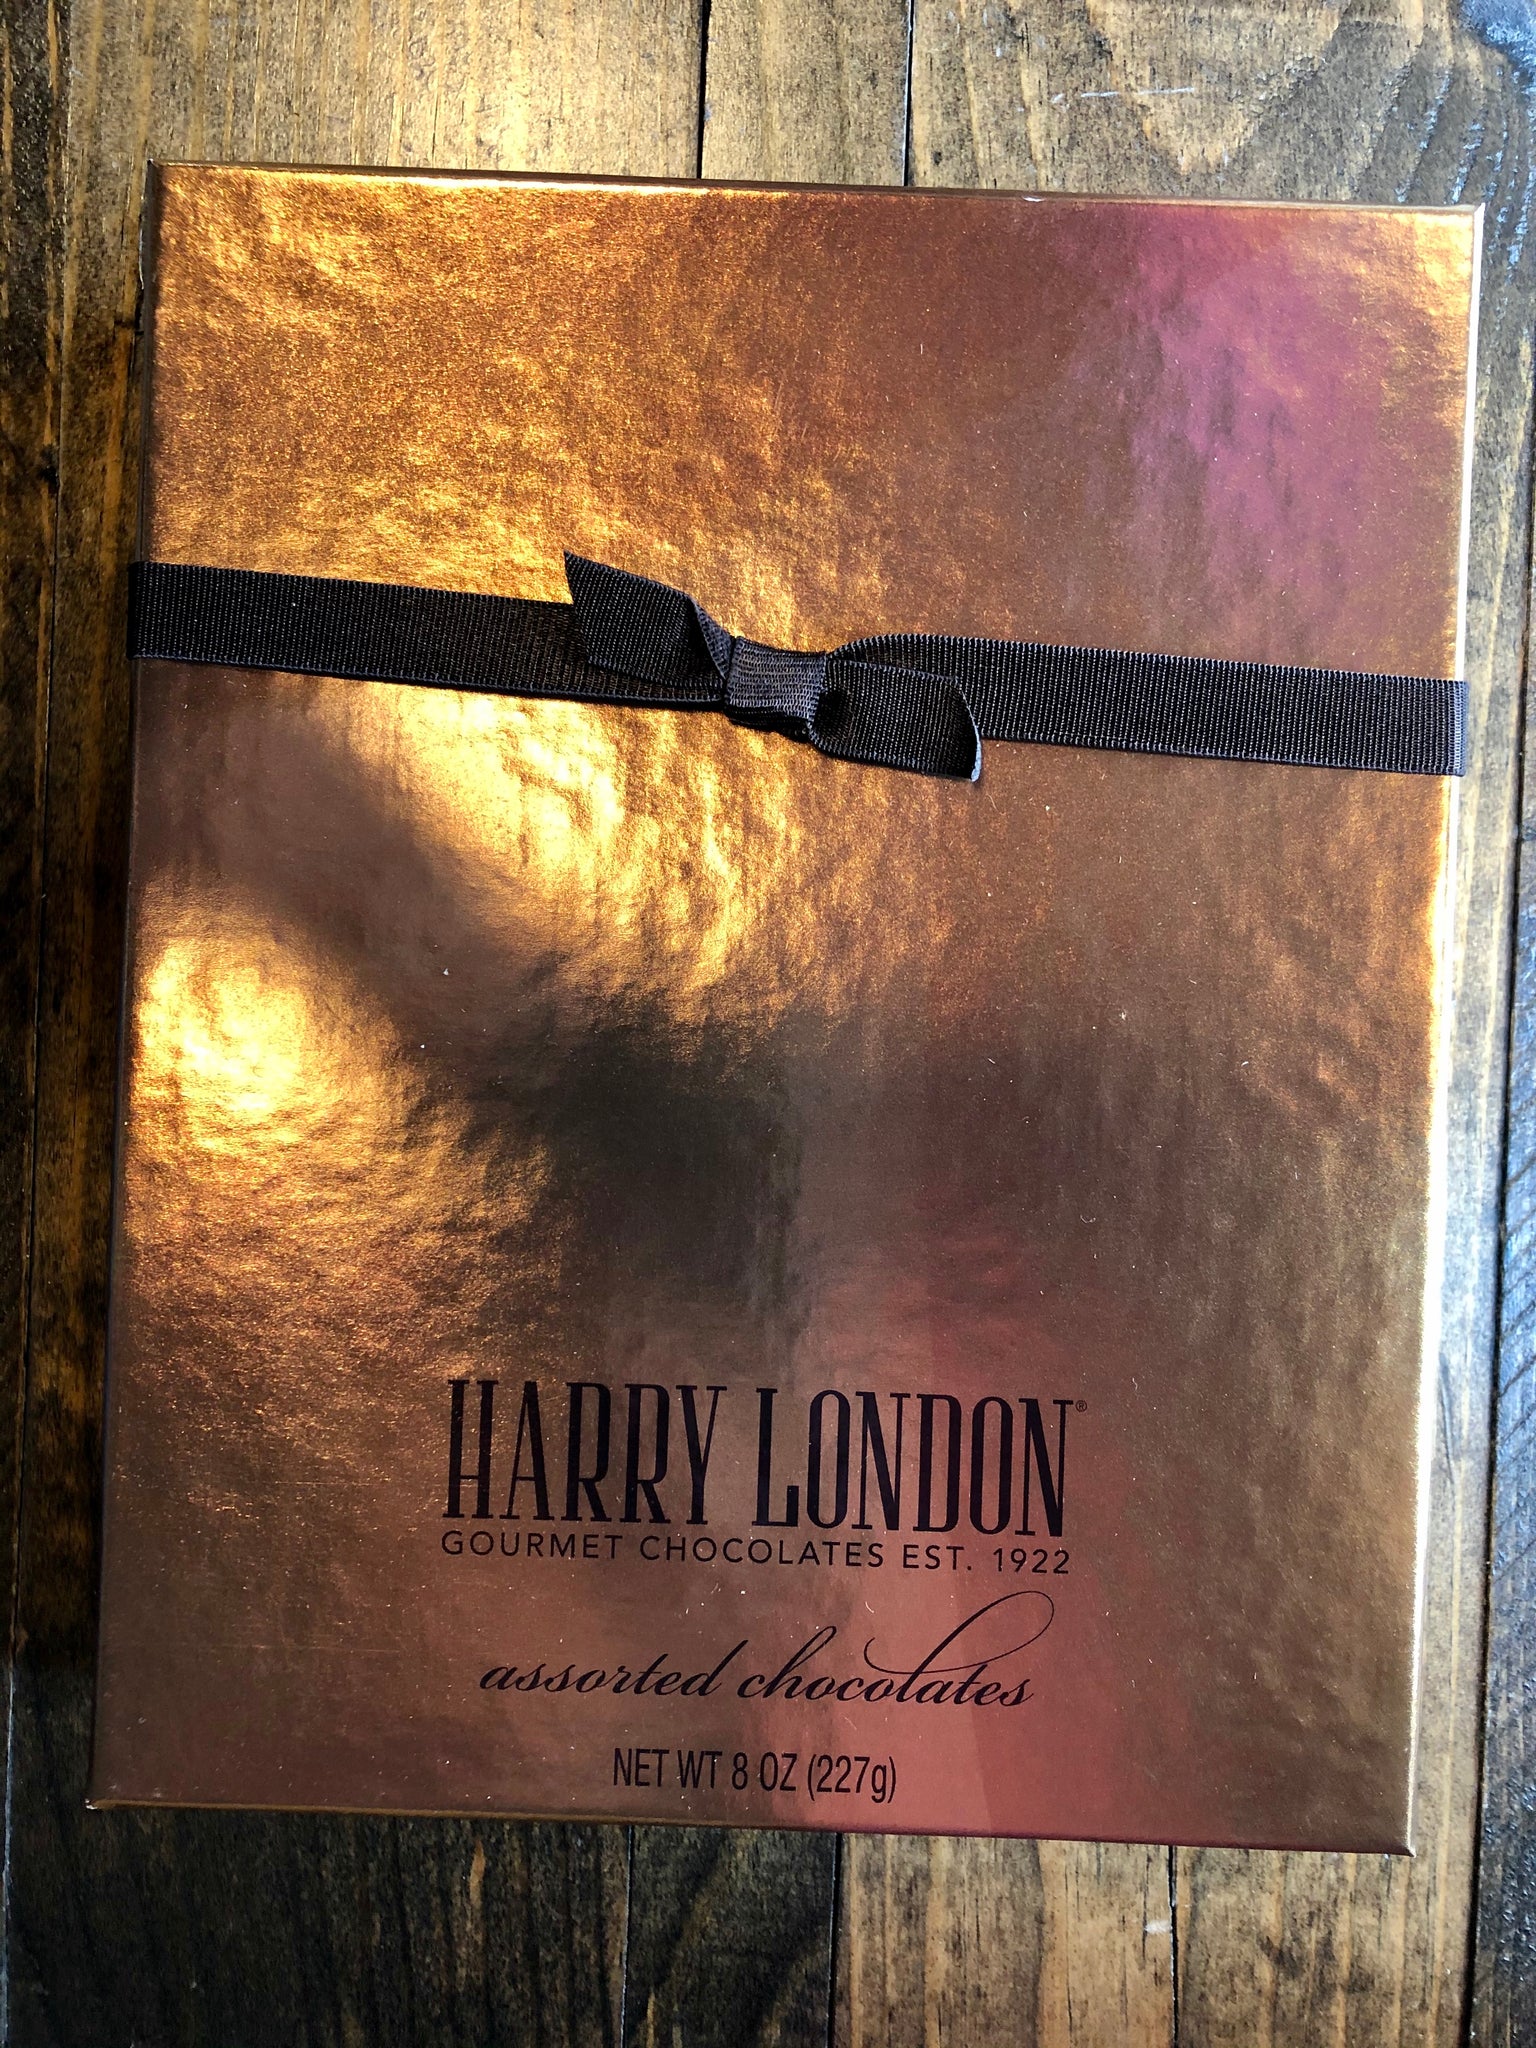 HARRY LONDON®
GOURMET CHOCOLATES EST. 1922
assorted chocolates
NET WT 8 OZ (227g)